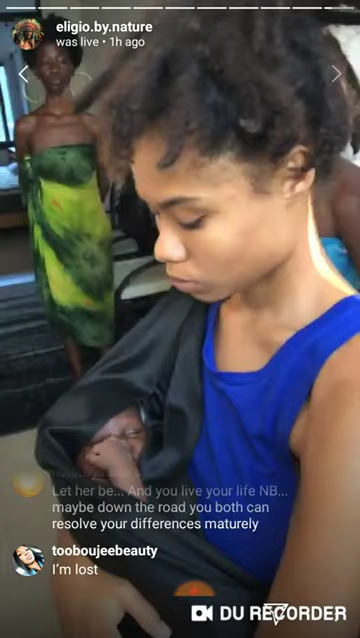 eligio.by.nature
was live • 1h ago
Let her be... And you live your life NB...
maybe down the road you both can
resolve your differences maturely
tooboujeebeauty
I'm lost
DU RECORDER